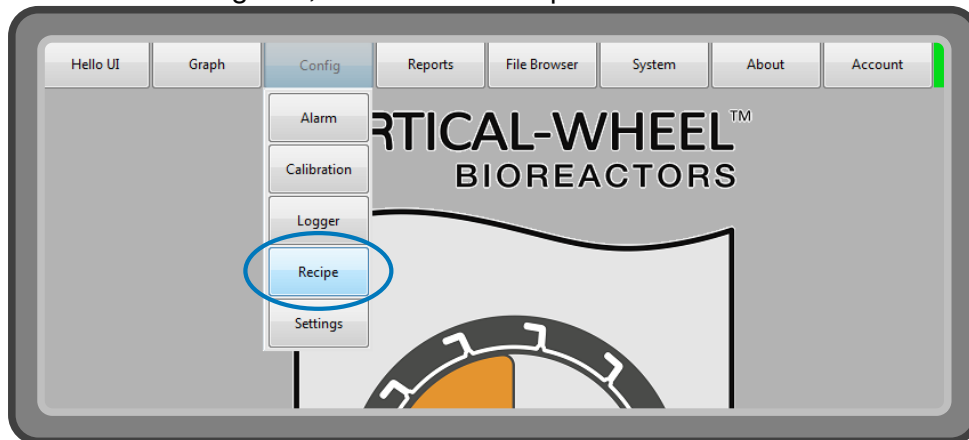 Hello UI Graph Config Reports File Browser System About Account
Alarm
RTICAL-WHEEL™
Calibration
BIOREACTORS
Logger
Recipe
Settings